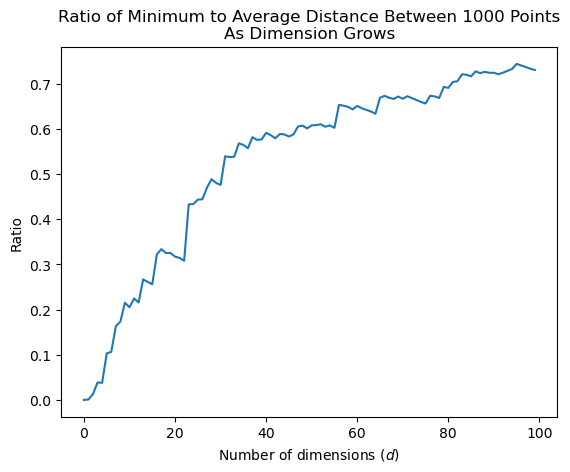 Ratio of Minimum to Average Distance Between 1000 Points
As Dimension Grows
0.7
0.6
0.5
0.4
0.3
0.2
0.1
0.0
Ratio
0 20 40 60 80 100
Number of dimensions (d)